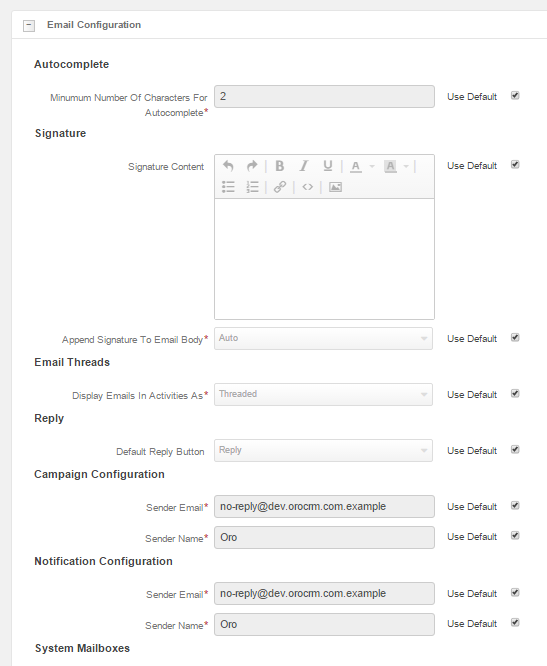 Email Configuration
Autocomplete
Minumum Number Of Characters For Autocomplete* 2 Use Default
Signature
Signature Content B I U A A Use Default
Append Signature To Email Body* Auto Use Default
Email Threads
Display Emails In Activities As* Threaded Use Default
Reply
Default Reply Button Reply Use Default
Campaign Configuration
Sender Email* no-reply@dev.orocrm.com.example Use Default
Sender Name* Oro Use Default
Notification Configuration
Sender Email* no-reply@dev.orocrm.com.example Use Default
Sender Name* Oro Use Default
System Mailboxes